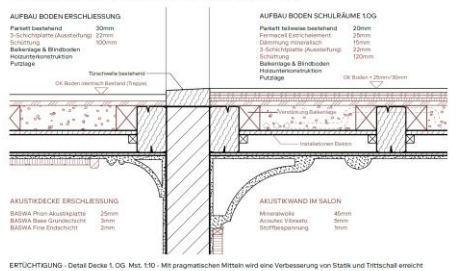 AUFBAU BODEN ERSCHLIESSUNG
Parkett bestehend 30mm
3-Schichtplatte (Aussteifung) 22mm
Schüttung 100mm
Balkenlage & Blindboden
Holzunterkonstruktion
Putzlage
OK Boden identisch Bestand (Treppe)
Türschwelle bestehend
AUFBAU BODEN SCHULRÄUME 1.OG
Parkett teilweise bestehend 20mm
Fermacell Estrichelement 25mm
Dämmung mineralisch 15mm
3-Schichtplatte (Aussteifung) 22mm
Schüttung 120mm
Balkenlage & Blindboden
Holzunterkonstruktion
Putzlage
OK Boden + 25mm/30mm
Verstärkung Balkenlage
Installationen Elektro
AKUSTIKDECKE ERSCHLIESSUNG
BASWA Phon Akustikplatte 25mm
BASWA Base Grundschicht 3mm
BASWA Fine Endschicht 2mm
AKUSTIKWAND IM SALON
Mineralwolle 45mm
Acoutec Vibrasto 5mm
Stoffbespannung 1mm
ERTÜCHTIGUNG - Detail Decke 1. OG Mst. 1:10 - Mit pragmatischen Mitteln wird eine Verbesserung von Statik und Trittschall erreicht